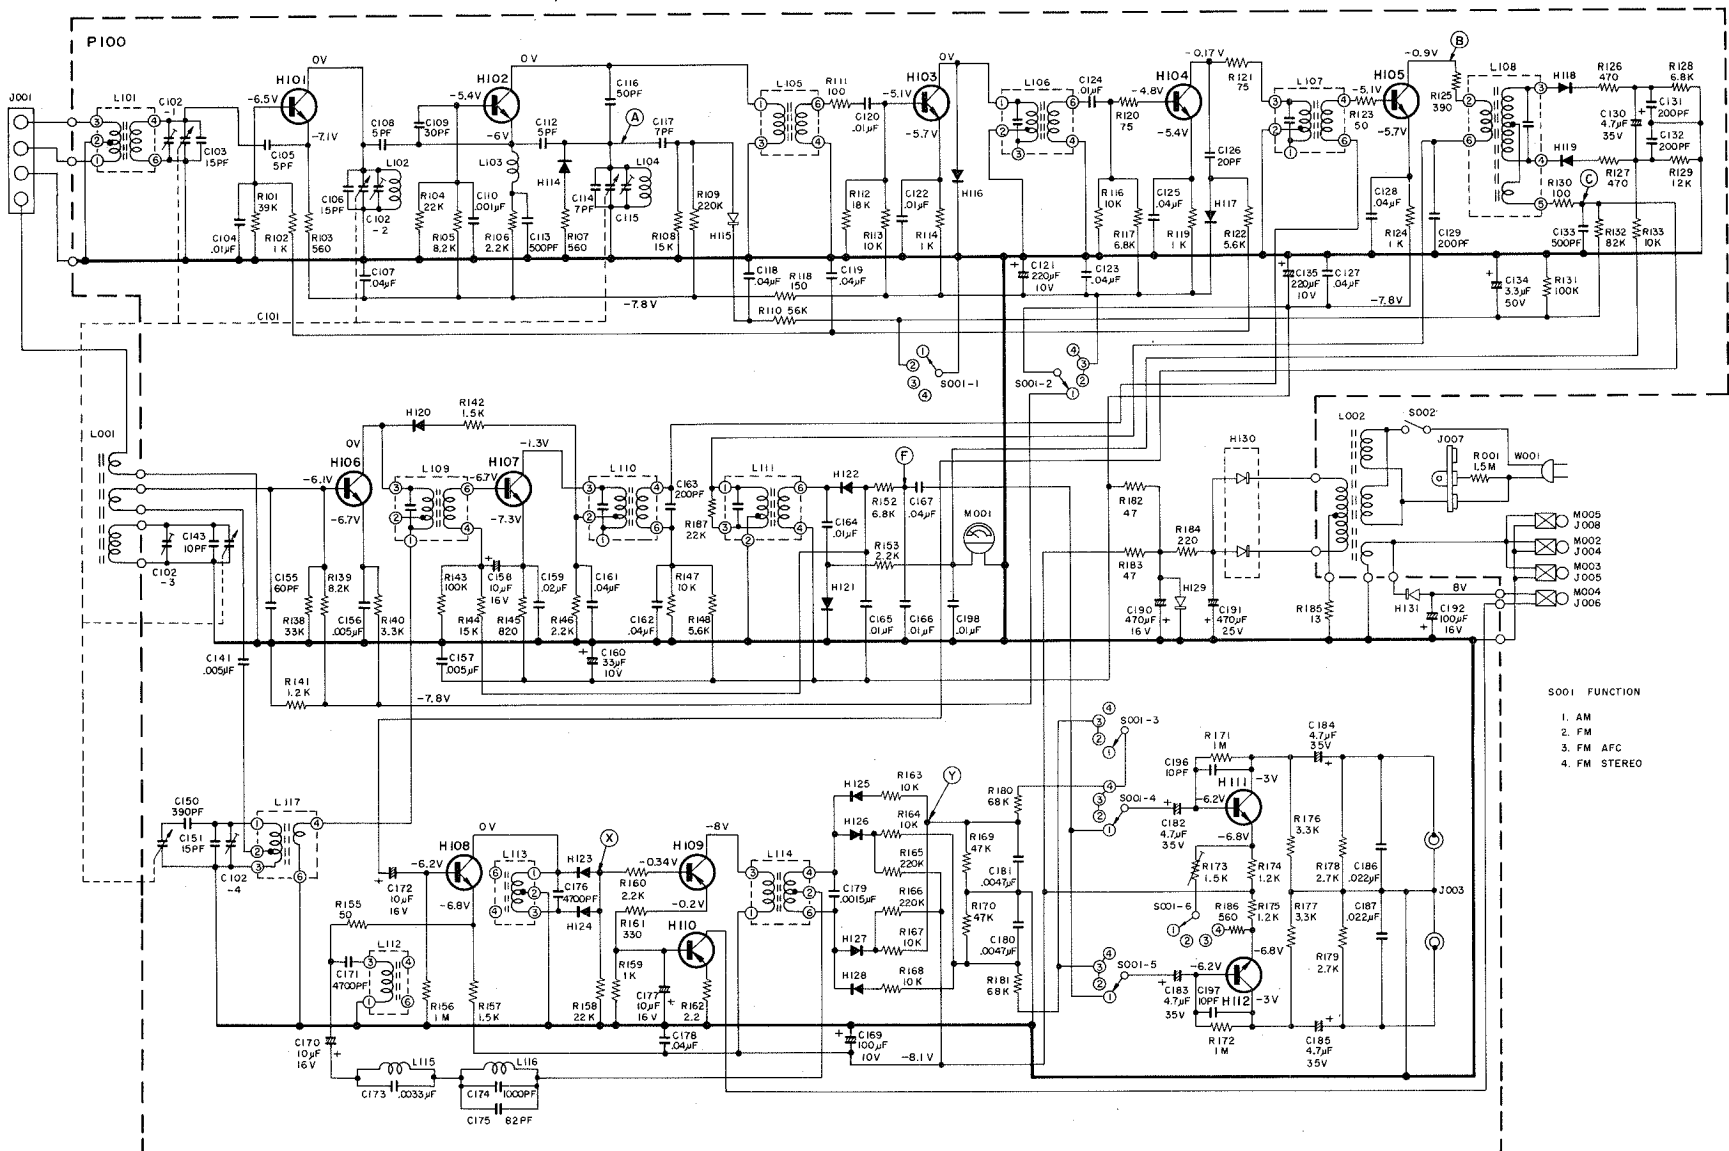 P100
J001
L101
C102
C103
15PF
C105
5PF
C104
.01µF
R101
39K
R102
1K
R103
560
-6.5V
H101
0V
-7.1V
C108
5PF
C106
15PF
C102
-2
L102
C107
.04µF
C109
30PF
-5.4V
H102
0V
-6V
R104
22K
R105
8.2K
C110
.001µF
R106
2.2K
L103
C113
500PF
C112
5PF
H114
R107
560
C116
50PF
A
C117
7PF
C114
7PF
C115
L104
R108
15K
R109
220K
H115
-7.8V
C101
L105
R111
100
C120
.01µF
C118
.04µF
R118
150
C119
.04µF
R110 56K
R112
18K
R113
10K
C122
.01µF
R114
1K
-5.1V
H103
0V
-5.7V
H116
L106
C124
.01µF
R120
75
C121
220µF
10V
C123
.04µF
R116
10K
R117
6.8K
C125
.04µF
R119
1K
-4.8V
H104
-0.17V
-5.4V
R121
75
C126
20PF
H117
R122
5.6K
L107
R123
50
C135
220µF
10V
C127
.04µF
-5.1V
H105
-0.9V
-5.7V
C128
.04µF
R124
1K
-7.8V
B
R125
390
C129
200PF
L108
H118
H119
R126
470
R127
470
C130
4.7µF
35V
R128
6.8K
C131
200PF
C132
200PF
R129
12K
R130
100
C
C133
500PF
R132
82K
R133
10K
C134
3.3µF
50V
R131
100K
S001-1
S001-2
L001
C143
10PF
C102
-3
C155
60PF
R138
33K
R139
8.2K
C156
.005µF
R140
3.3K
-6.1V
H106
0V
-6.7V
H120
R142
1.5K
L109
-6.7V
H107
-1.3V
-7.3V
R143
100K
R144
15K
C158
10µF
16V
R145
820
C159
.02µF
R146
2.2K
C161
.04µF
C157
.005µF
C160
33µF
10V
L110
C163
200PF
C162
.04µF
R147
10K
R148
5.6K
R187
22K
L111
H122
C164
.01µF
H121
R152
6.8K
R153
2.2K
F
C167
.04µF
M001
C165
.01µF
C166
.01µF
C198
.01µF
R182
47
R183
47
R184
220
C190
470µF
16V
H129
C191
470µF
25V
H130
L002
S002
J007
R001
1.5M
W001
R185
13
H131
8V
C192
100µF
16V
M005
J008
M002
J004
M003
J005
M004
J006
C141
.005µF
R141
1.2K
-7.8V
S001 FUNCTION
1. AM
2. FM
3. FM AFC
4. FM STEREO
C150
390PF
C151
15PF
C102
-4
L117
R155
50
C172
10µF
16V
-6.2V
H108
0V
-6.8V
C171
4700PF
L112
R156
1M
R157
1.5K
C170
10µF
16V
L115
C173 .0033µF
L116
C174 1000PF
C175 82PF
L113
C176
4700PF
H123
H124
X
R158
22K
R160
2.2K
R161
330
R159
1K
C177
10µF
16V
C178
.04µF
-0.34V
H109
-8V
-0.2V
H110
R162
2.2
L114
C179
.0015µF
H125
H126
H127
H128
R163
10K
R164
10K
R165
220K
R166
220K
R167
10K
R168
10K
Y
C169
100µF
10V
-8.1V
R169
47K
R170
47K
R180
68K
C181
.0047µF
C180
.0047µF
R181
68K
S001-3
S001-4
S001-5
S001-6
C182
4.7µF
35V
C183
4.7µF
35V
C196
10PF
R171
1M
-6.2V
H111
-3V
-6.8V
R173
1.5K
R174
1.2K
R186
560
R175
1.2K
-6.8V
-6.2V
H112
-3V
C197
10PF
R172
1M
R176
3.3K
R177
3.3K
C184
4.7µF
35V
R178
2.7K
R179
2.7K
C185
4.7µF
35V
C186
.022µF
C187
.022µF
J003